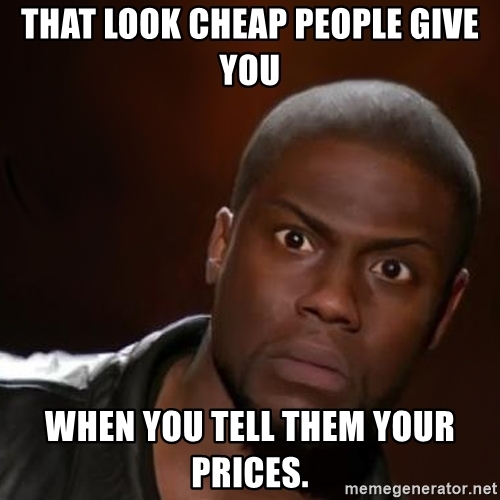 THAT LOOK CHEAP PEOPLE GIVE
YOU
WHEN YOU TELL THEM YOUR
PRICES.
memegenerator.net